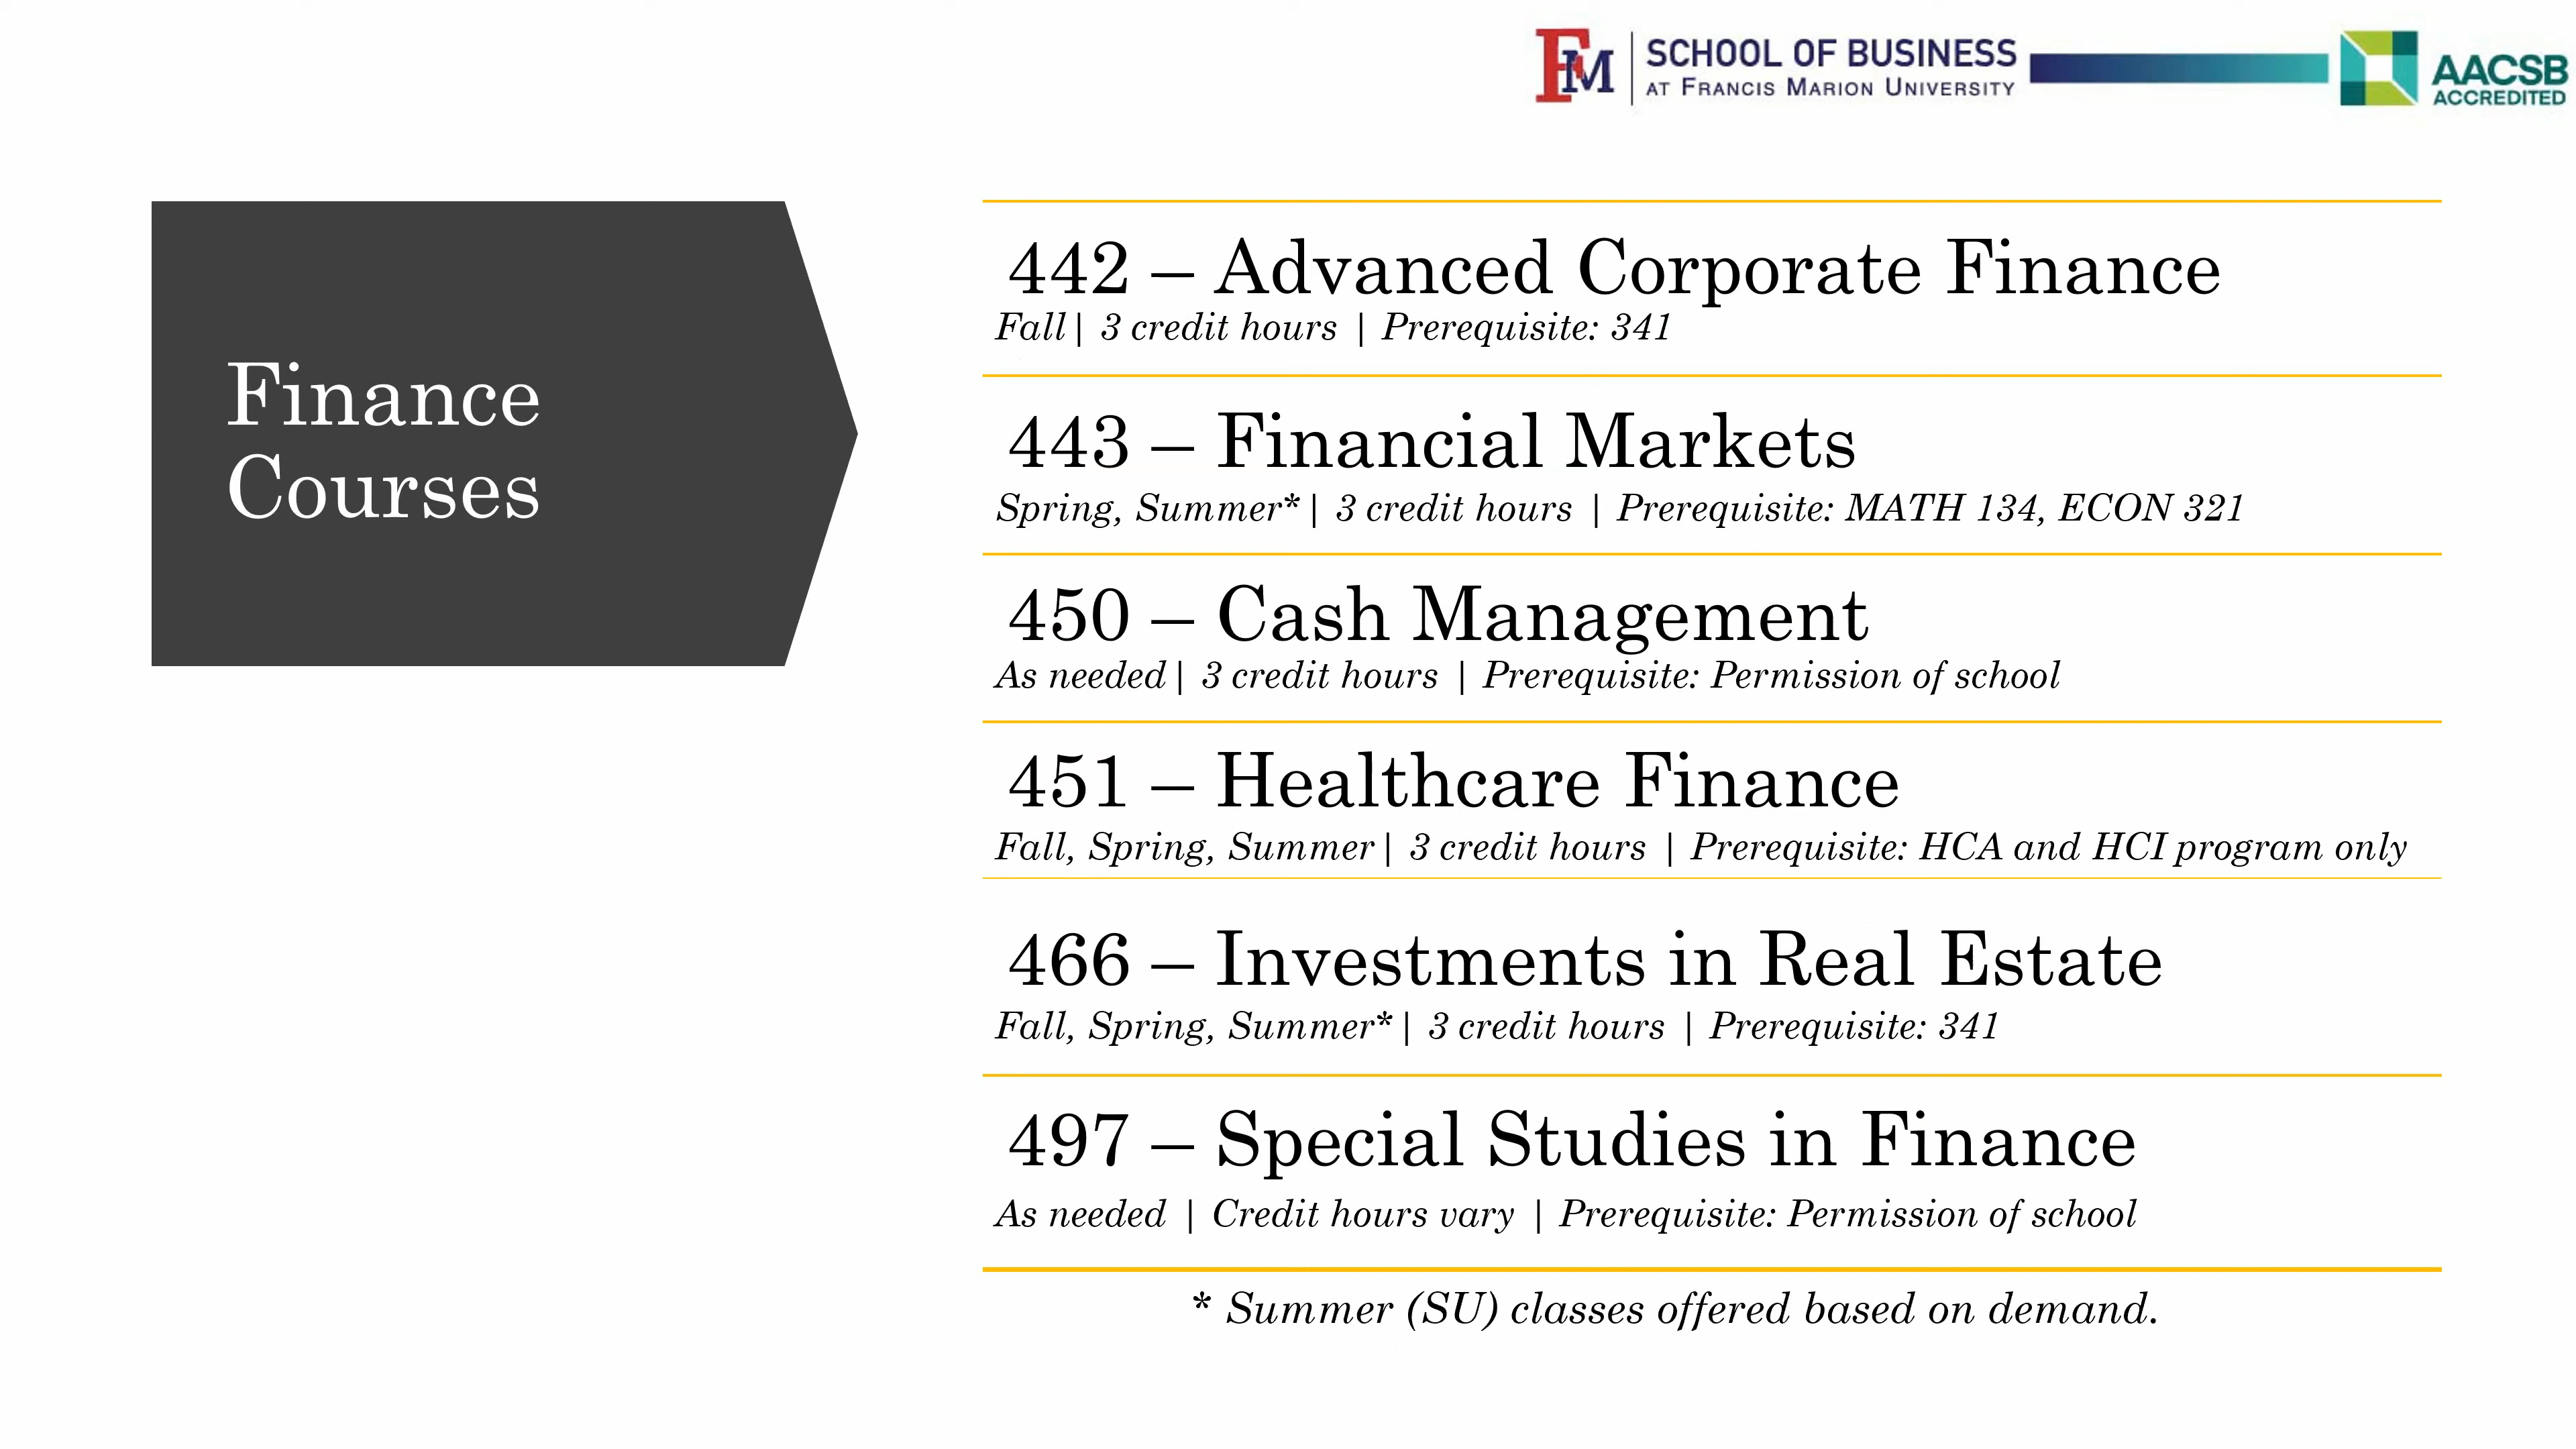 FM
SCHOOL OF BUSINESS
AT FRANCIS MARION UNIVERSITY
AACSB
ACCREDITED
Finance
Courses
442 – Advanced Corporate Finance
Fall | 3 credit hours | Prerequisite: 341
443 – Financial Markets
Spring, Summer* | 3 credit hours | Prerequisite: MATH 134, ECON 321
450 – Cash Management
As needed | 3 credit hours | Prerequisite: Permission of school
451 – Healthcare Finance
Fall, Spring, Summer | 3 credit hours | Prerequisite: HCA and HCI program only
466 – Investments in Real Estate
Fall, Spring, Summer* | 3 credit hours | Prerequisite: 341
497 – Special Studies in Finance
As needed | Credit hours vary | Prerequisite: Permission of school
* Summer (SU) classes offered based on demand.